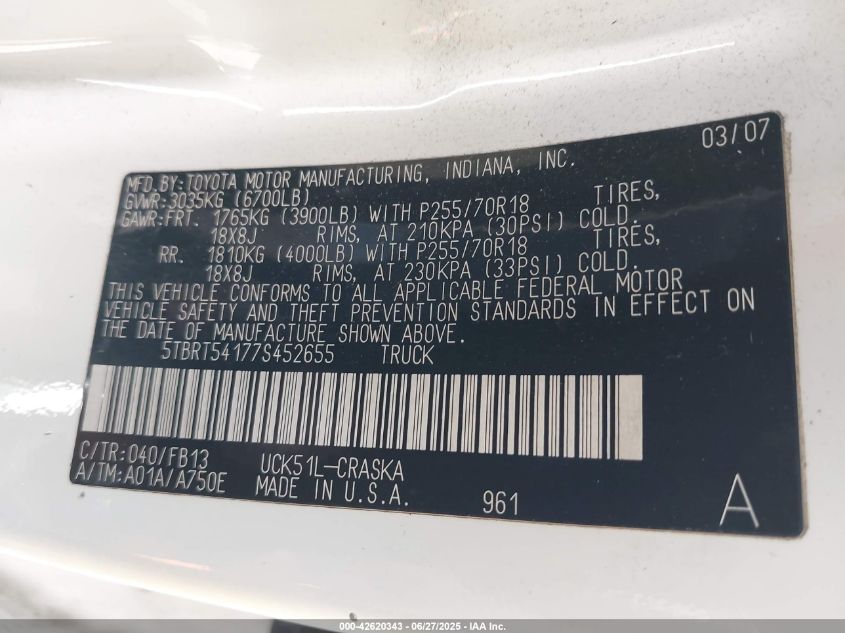 03/07
MFD.BY:TOYOTA MOTOR MANUFACTURING, INDIANA, INC.
GVWR:3035KG (6700LB)
GAWR:FRT. 1765KG (3900LB) WITH P255/70R18 TIRES,
18X8J RIMS, AT 210KPA (30PSI) COLD.
RR. 1810KG (4000LB) WITH P255/70R18 TIRES,
18X8J RIMS, AT 230KPA (33PSI) COLD.
THIS VEHICLE CONFORMS TO ALL APPLICABLE FEDERAL MOTOR
VEHICLE SAFETY AND THEFT PREVENTION STANDARDS IN EFFECT ON
THE DATE OF MANUFACTURE SHOWN ABOVE.
5TBRT54177S452655 TRUCK
C/TR:040/FB13 UCK51L-CRASKA
A/TM:A01A/A750E MADE IN U.S.A. 961 A
000-42620343 - 06/27/2025 - IAA Inc.